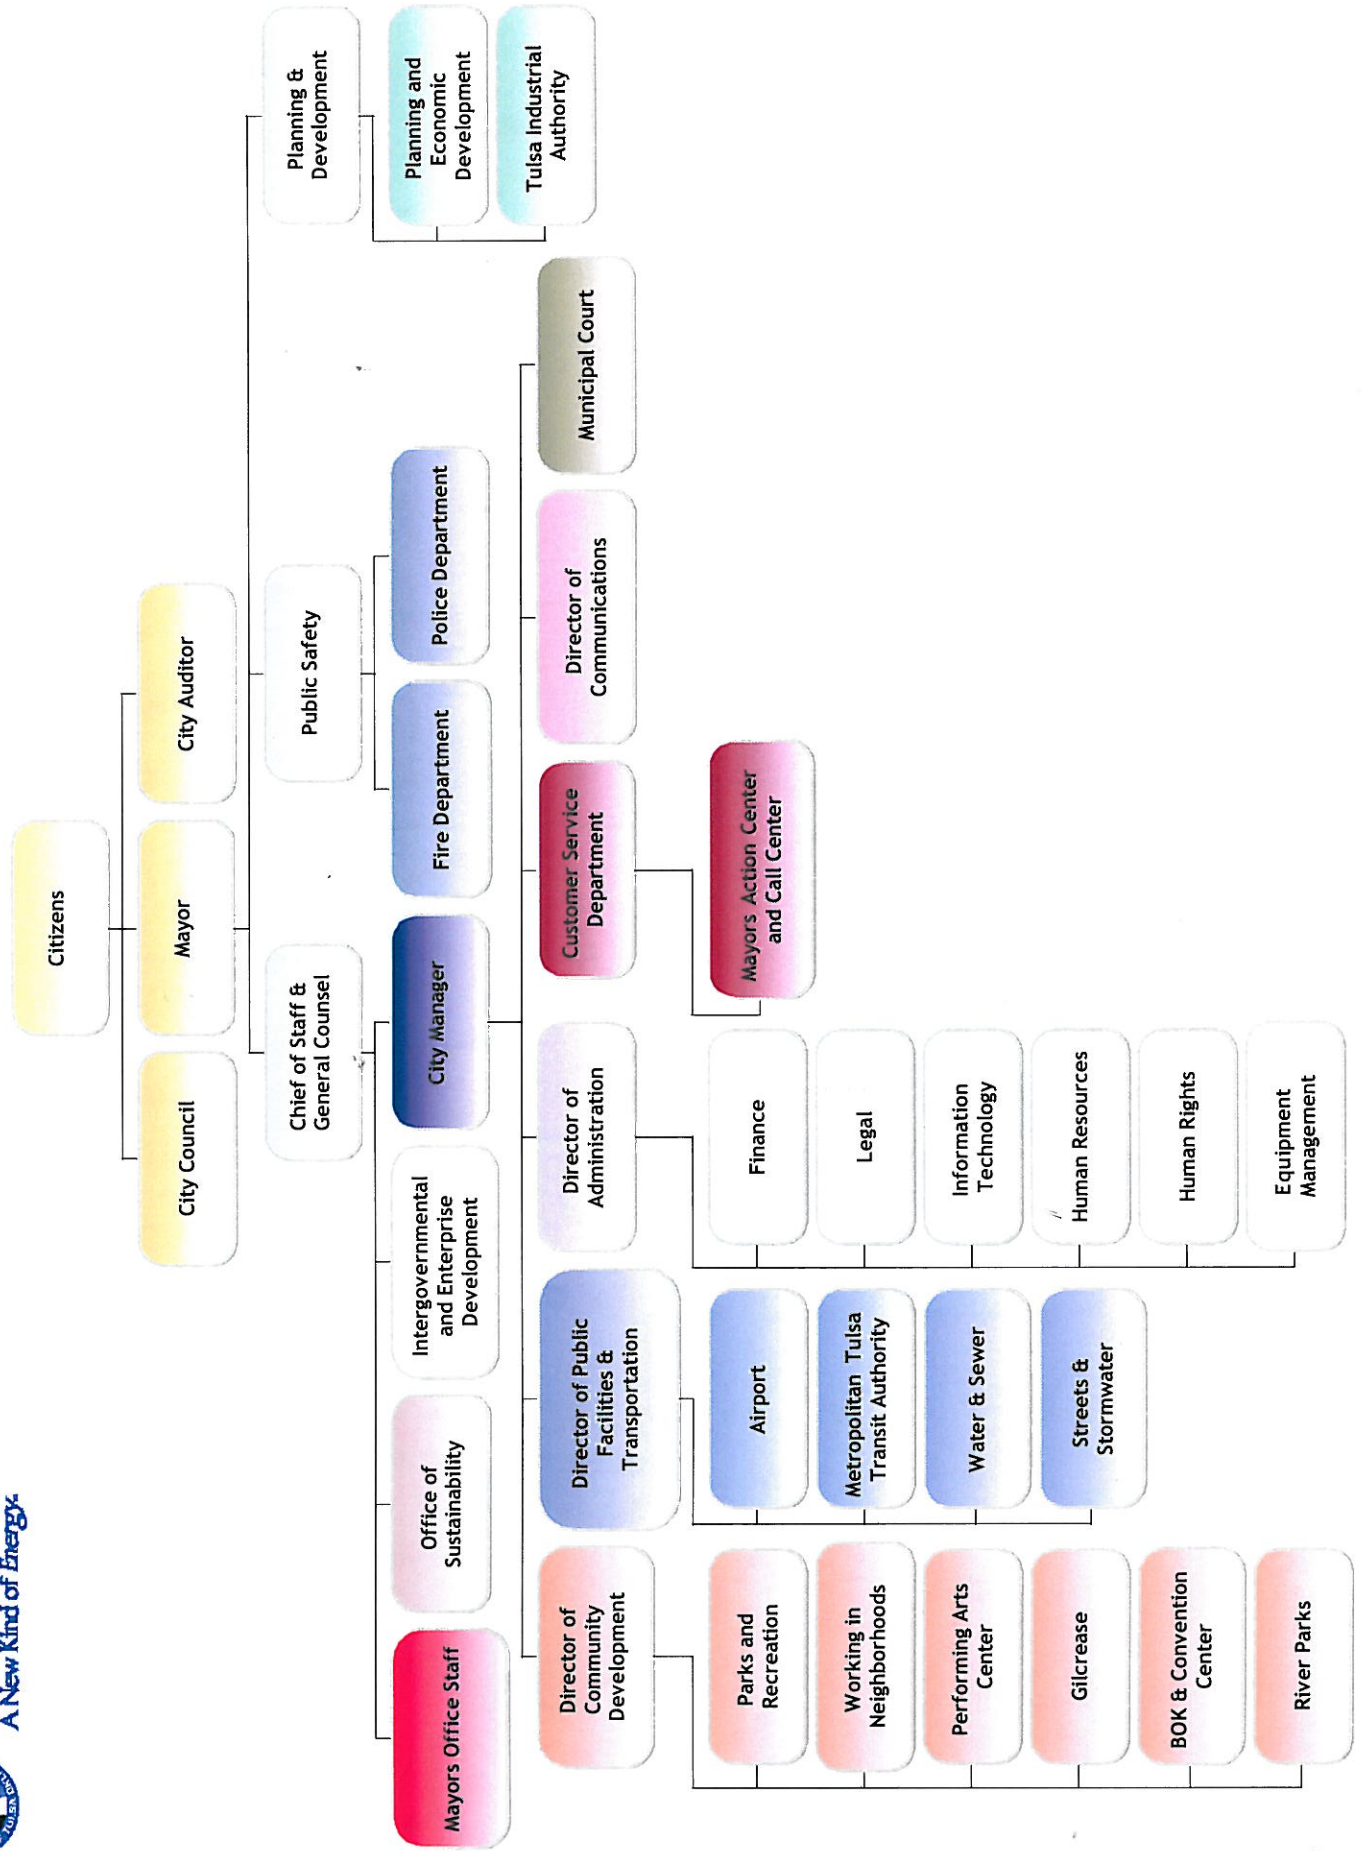 A New Kind of Energy.
Citizens
City Council
Mayor
City Auditor
Chief of Staff &
General Counsel
Public Safety
Planning &
Development
Mayors Office Staff
Office of
Sustainability
Intergovernmental
and Enterprise
Development
City Manager
Fire Department
Police Department
Planning and
Economic
Development
Tulsa Industrial
Authority
Director of
Community
Development
Director of Public
Facilities &
Transportation
Director of
Administration
Customer Service
Department
Director of
Communications
Municipal Court
Parks and
Recreation
Working in
Neighborhoods
Performing Arts
Center
Gilcrease
BOK & Convention
Center
River Parks
Airport
Metropolitan Tulsa
Transit Authority
Water & Sewer
Streets &
Stormwater
Finance
Legal
Information
Technology
Human Resources
Human Rights
Equipment
Management
Mayors Action Center
and Call Center